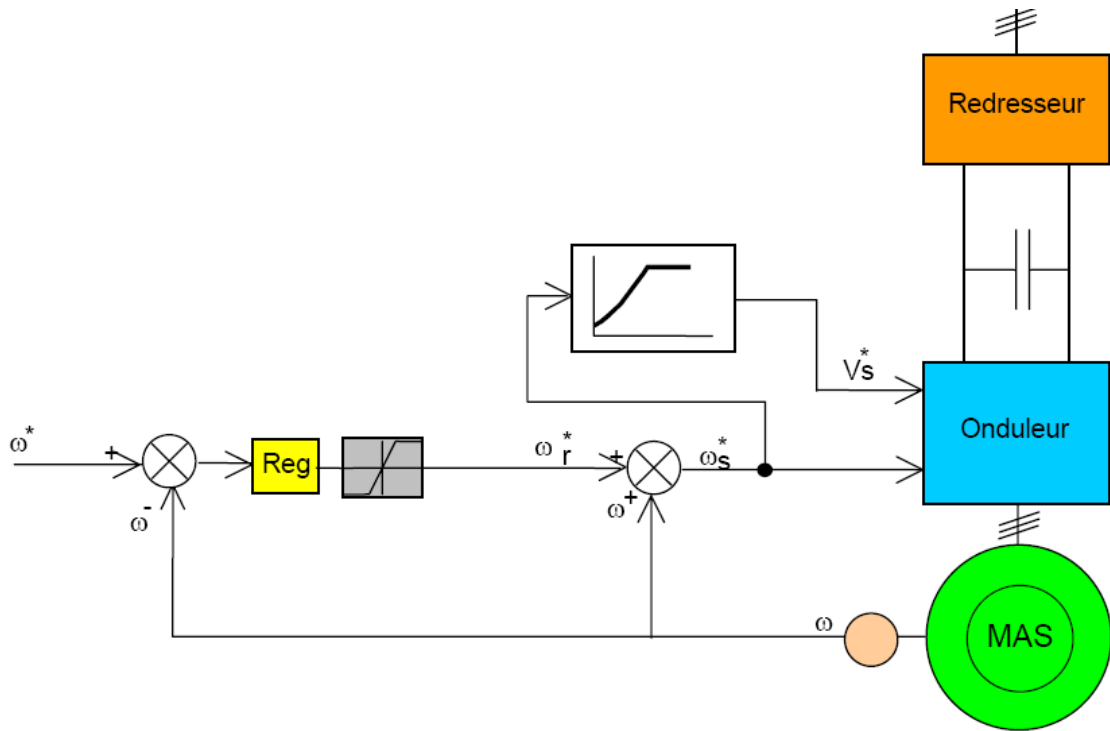 Redresseur
Vs*
Onduleur
ω*
+
Reg
ωr*
+
ωs*
ω-
ω+
ω
MAS